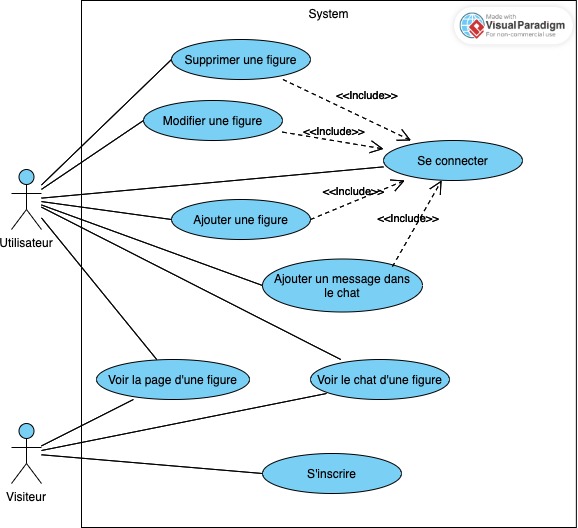 System
Made with
VisualParadigm
For non-commercial use
Supprimer une figure
<<Include>>
Modifier une figure
<<Include>>
Se connecter
<<Include>>
Utilisateur
Ajouter une figure
<<Include>>
Ajouter un message dans
le chat
Voir la page d'une figure
Voir le chat d'une figure
Visiteur
S'inscrire